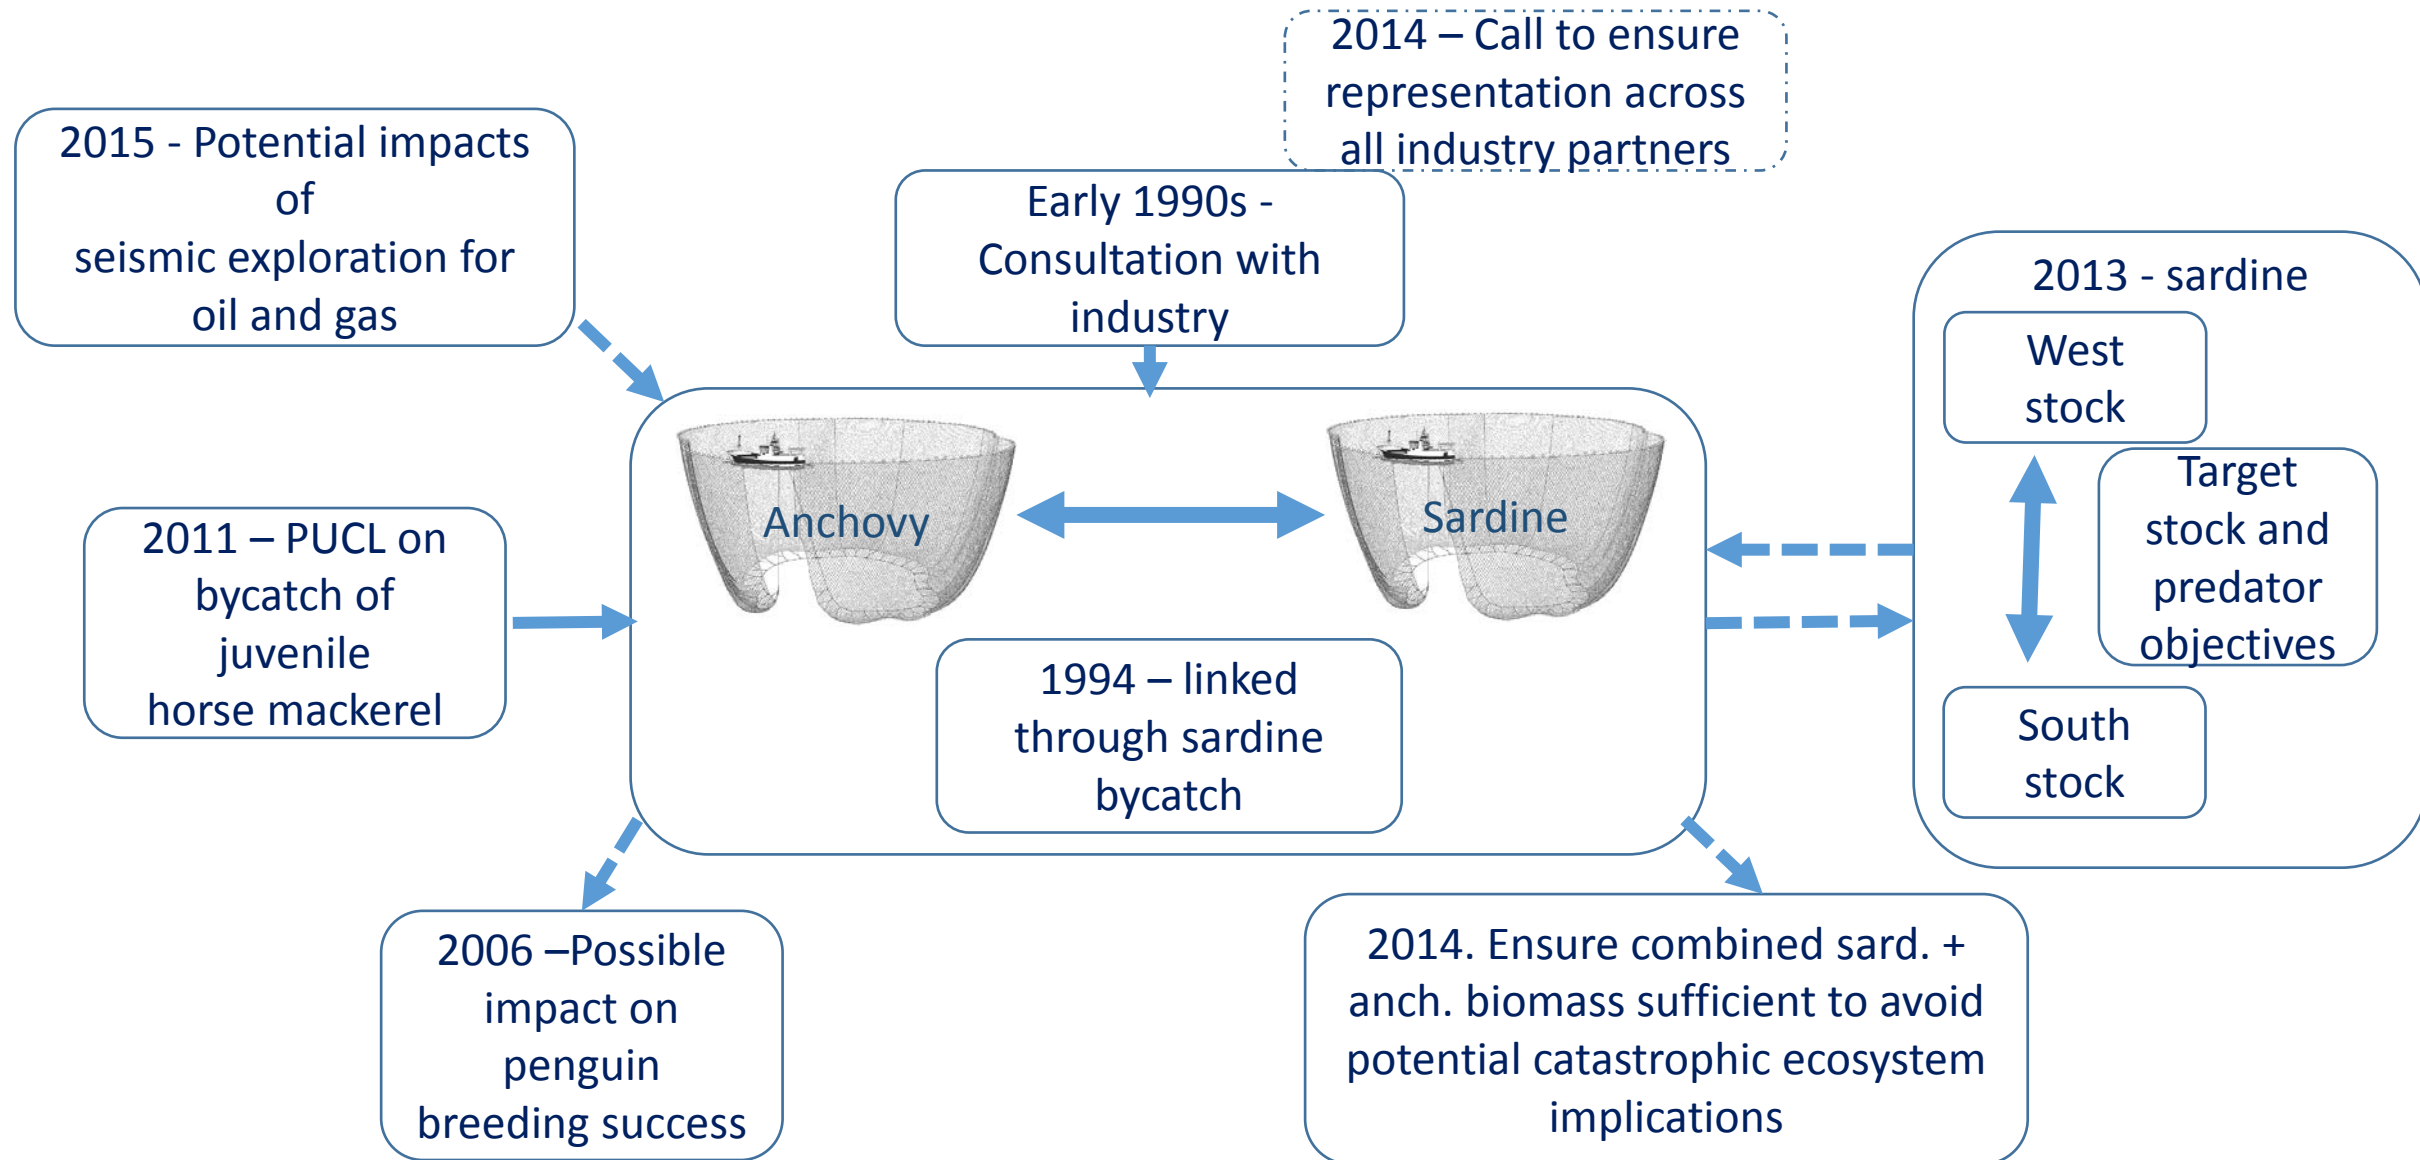 2014 – Call to ensure
representation across
all industry partners
2015 - Potential impacts
of
seismic exploration for
oil and gas
Early 1990s -
Consultation with
industry
2013 - sardine
West
stock
Target
stock and
predator
objectives
South
stock
Anchovy
Sardine
2011 – PUCL on
bycatch of
juvenile
horse mackerel
1994 – linked
through sardine
bycatch
2006 –Possible
impact on
penguin
breeding success
2014. Ensure combined sard. +
anch. biomass sufficient to avoid
potential catastrophic ecosystem
implications